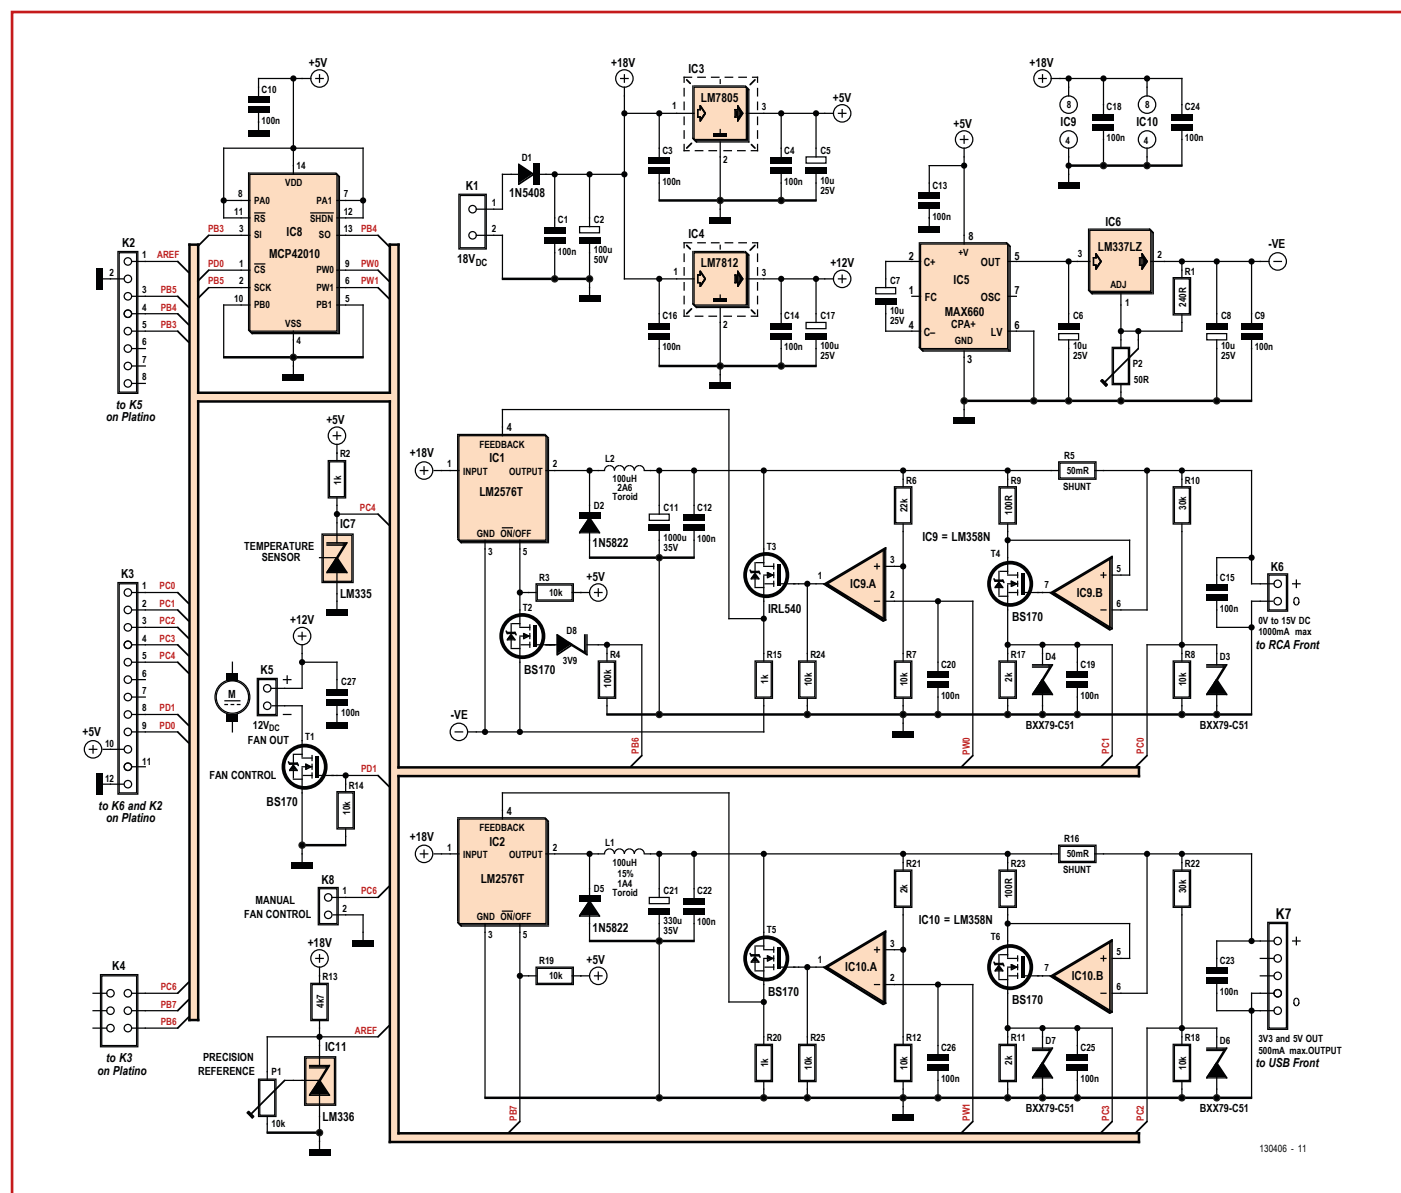 +5V
C10
100n
14
VDD
8
PA0
PA1
7
11
RS
SHDN
12
PB3
3
SI
IC8
SO
13
PB4
MCP42010
PD0
1
CS
PW0
9
PW0
PB5
2
SCK
PW1
6
PW1
10
PB0
PB1
5
VSS
4
K2
1
AREF
2
3
PB5
4
PB4
5
PB3
6
7
8
to K5
on Platino
K1
1
2
18VDC
D1
1N5408
C1
100n
C2
100u
50V
+18V
IC3
LM7805
1
3
2
C3
100n
C4
100n
C5
10u
25V
+5V
IC4
LM7812
1
3
2
C16
100n
C14
100n
C17
100u
25V
+12V
+18V
8
IC9
4
C18
100n
8
IC10
4
C24
100n
+5V
C13
100n
8
+V
2
C+
OUT
5
IC5
C7
10u
25V
1
FC
OSC
7
MAX660
CPA+
4
C–
LV
6
GND
3
C6
10u
25V
IC6
LM337LZ
3
2
ADJ
1
R1
240R
P2
50R
C8
10u
25V
C9
100n
-VE
+5V
R2
1k
PC4
IC7
TEMPERATURE
SENSOR
LM335
K3
1
PC0
2
PC1
3
PC2
4
PC3
5
PC4
6
7
8
PD1
9
PD0
+5V
10
11
12
to K6 and K2
on Platino
+12V
K5
+
–
M
12VDC
FAN OUT
C27
100n
T1
FAN CONTROL
BS170
PD1
R14
10k
K8
MANUAL
FAN CONTROL
1
PC6
2
+18V
R13
4k7
AREF
IC11
PRECISION
REFERENCE
P1
10k
LM336
K4
PC6
PB7
PB6
to K3
on Platino
+18V
4
FEEDBACK
IC1
1
INPUT
OUTPUT
2
LM2576T
GND
ON/OFF
3
5
L2
100uH
2A6
Toroid
D2
1N5822
C11
1000u
35V
C12
100n
R3
10k
+5V
T2
BS170
D8
3V9
R4
100k
PB6
-VE
T3
IRL540
R15
1k
R24
10k
1
IC9.A
3
+
2
–
R6
22k
R7
10k
C20
100n
PW0
IC9 = LM358N
R9
100R
T4
BS170
7
IC9.B
5
+
6
–
R5
50mR
SHUNT
R17
2k
D4
BXX79-C51
C19
100n
PC1
PC0
R10
30k
R8
10k
D3
BXX79-C51
C15
100n
K6
+
0
0V to 15V DC
1000mA max
to RCA Front
+18V
4
FEEDBACK
IC2
1
INPUT
OUTPUT
2
LM2576T
GND
ON/OFF
3
5
L1
100uH
15%
1A4
Toroid
D5
1N5822
C21
330u
35V
C22
100n
R19
10k
+5V
PB7
T5
BS170
R20
1k
R25
10k
1
IC10.A
3
+
2
–
R21
2k
R12
10k
C26
100n
PW1
IC10 = LM358N
R23
100R
T6
BS170
7
IC10.B
5
+
6
–
R16
50mR
SHUNT
R11
2k
D7
BXX79-C51
C25
100n
PC3
PC2
R22
30k
R18
10k
D6
BXX79-C51
C23
100n
K7
+
0
3V3 and 5V OUT
500mA max.OUTPUT
to USB Front
130406 - 11